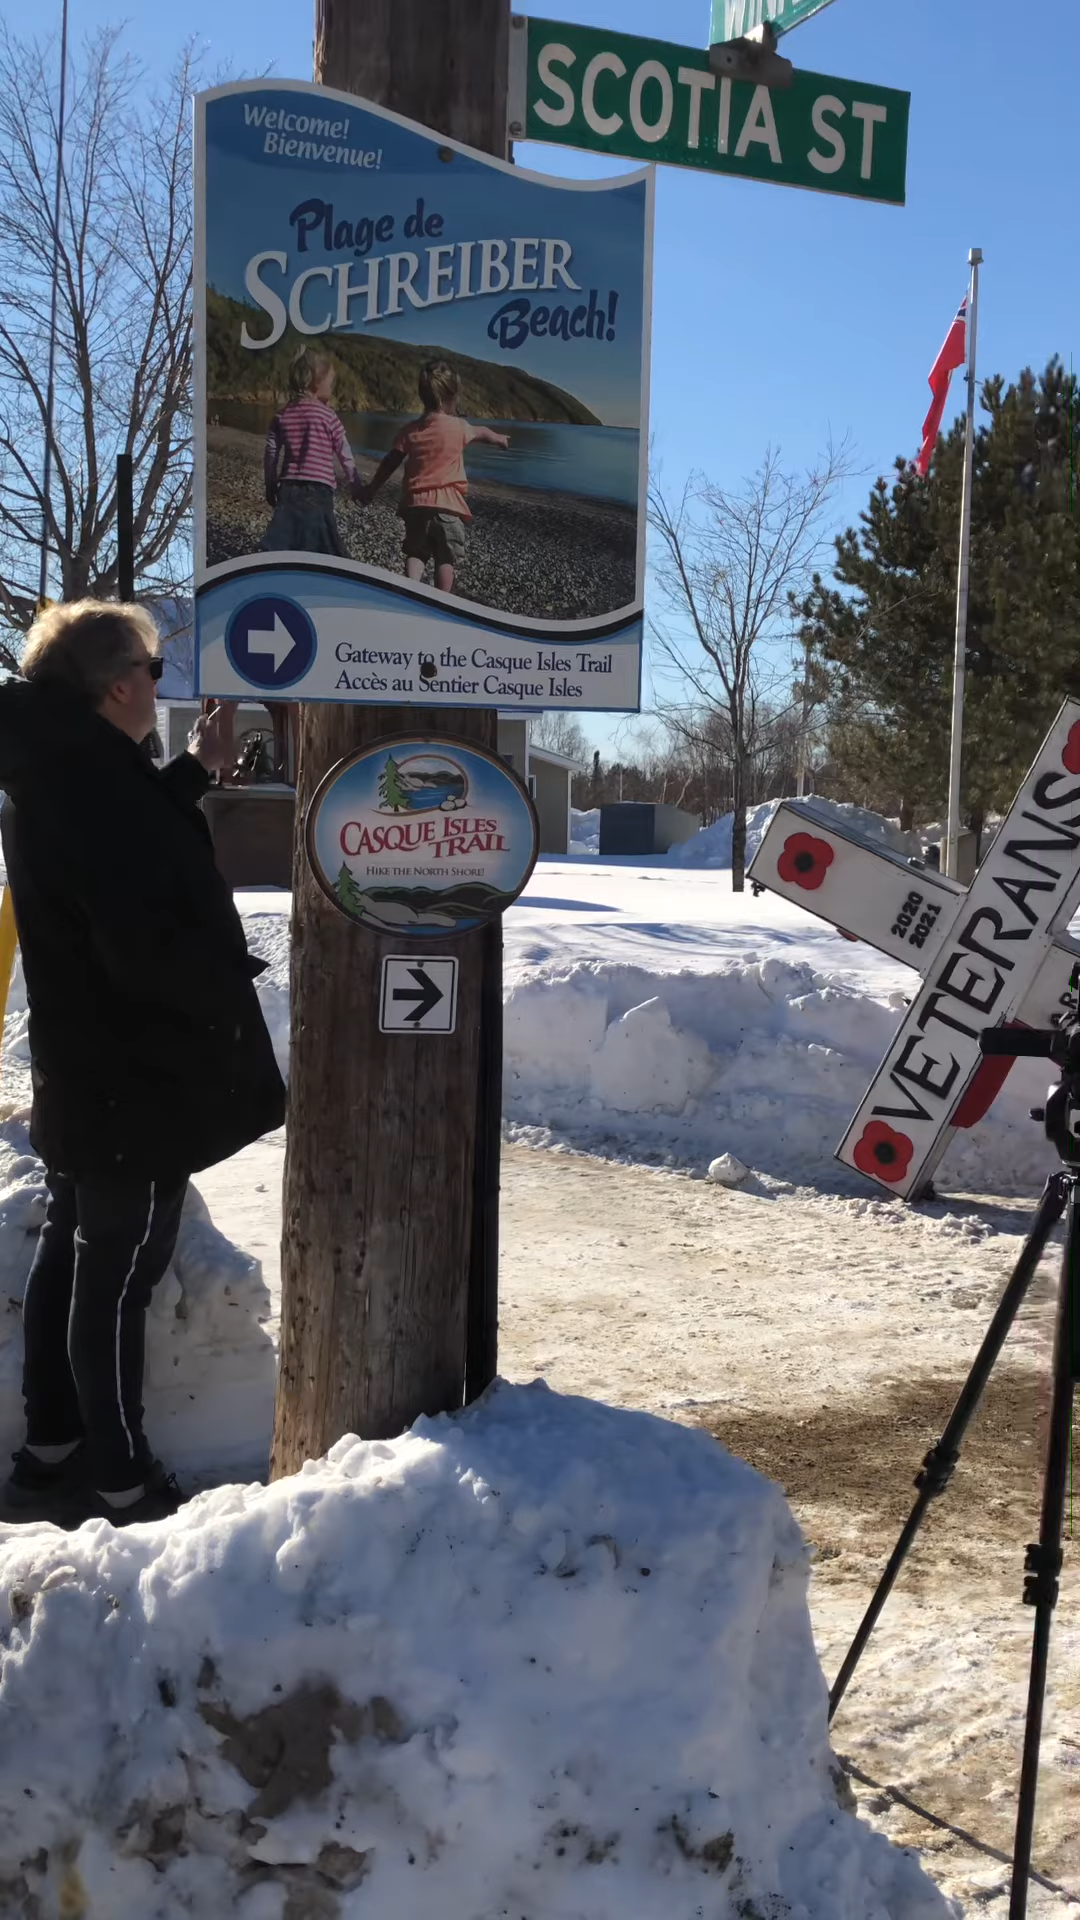 SCOTIA ST
Welcome!
Bienvenue!
Plage de
SCHREIBER
Beach!
Gateway to the Casque Isles Trail
Accès au Sentier Casque Isles
CASQUE ISLES
TRAIL
HIKE THE NORTH SHORE!
VETERANS
2020
2021